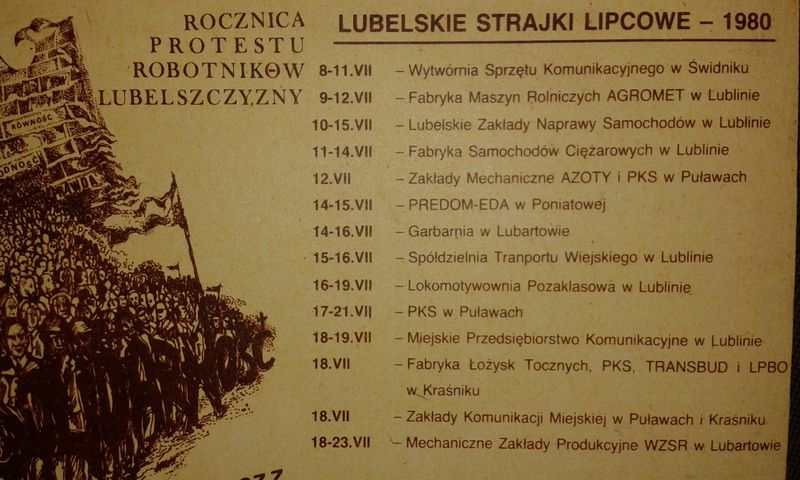 ROCZNICA
PROTESTU
ROBOTNIKÓW
LUBELSZCZYZNY
RÓWNOŚĆ
LUBELSKIE STRAJKI LIPCOWE – 1980
8-11.VII – Wytwórnia Sprzętu Komunikacyjnego w Świdniku
9-12.VII – Fabryka Maszyn Rolniczych AGROMET w Lublinie
10-15.VII – Lubelskie Zakłady Naprawy Samochodów w Lublinie
11-14.VII – Fabryka Samochodów Ciężarowych w Lublinie
12.VII – Zakłady Mechaniczne AZOTY i PKS w Puławach
14-15.VII – PREDOM-EDA w Poniatowej
14-16.VII – Garbarnia w Lubartowie
15-16.VII – Spółdzielnia Tranportu Wiejskiego w Lublinie
16-19.VII – Lokomotywownia Pozaklasowa w Lublinie
17-21.VII – PKS w Puławach
18-19.VII – Miejskie Przedsiębiorstwo Komunikacyjne w Lublinie
18.VII – Fabryka Łożysk Tocznych, PKS, TRANSBUD i LPBO
w Kraśniku
18.VII – Zakłady Komunikacji Miejskiej w Puławach i Kraśniku
18-23.VII – Mechaniczne Zakłady Produkcyjne WZSR w Lubartowie